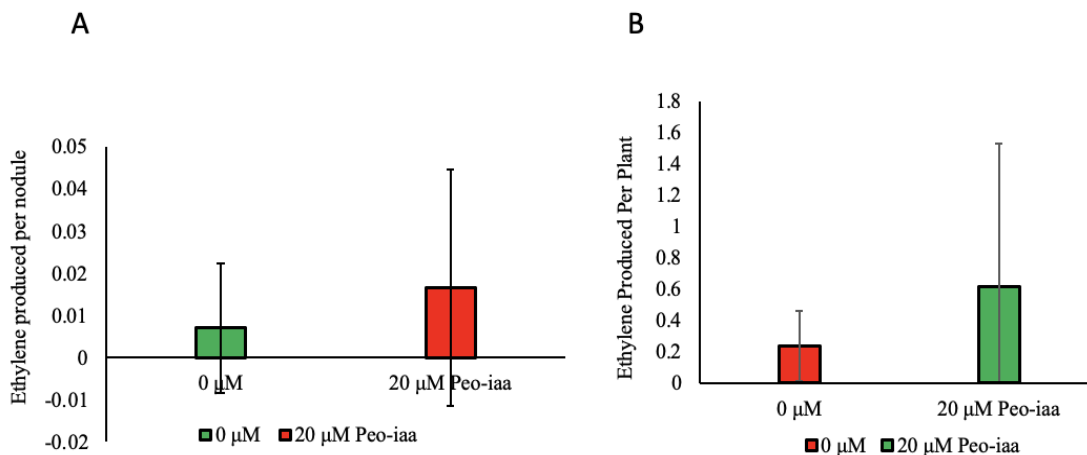 A
Ethylene produced per nodule
0.05
0.04
0.03
0.02
0.01
0
-0.01
-0.02
0 μM
20 μM Peo-iaa
0 μM 20 μM Peo-iaa
B
Ethylene Produced Per Plant
1.8
1.6
1.4
1.2
1
0.8
0.6
0.4
0.2
0
0 μM
20 μM Peo-iaa
0 μM 20 μM Peo-iaa